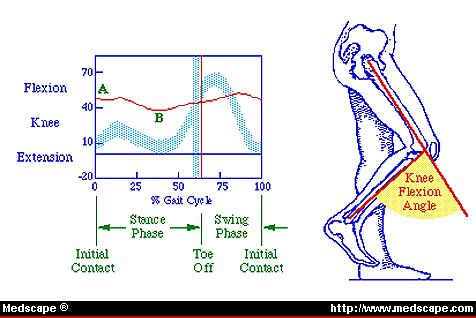 70
Flexion
A
40
B
Knee
10
Extension
-20
0 25 50 75 100
% Gait Cycle
Stance
Phase
Swing
Phase
Initial
Contact
Toe
Off
Initial
Contact
Knee
Flexion
Angle
Medscape ®
http://www.medscape.com